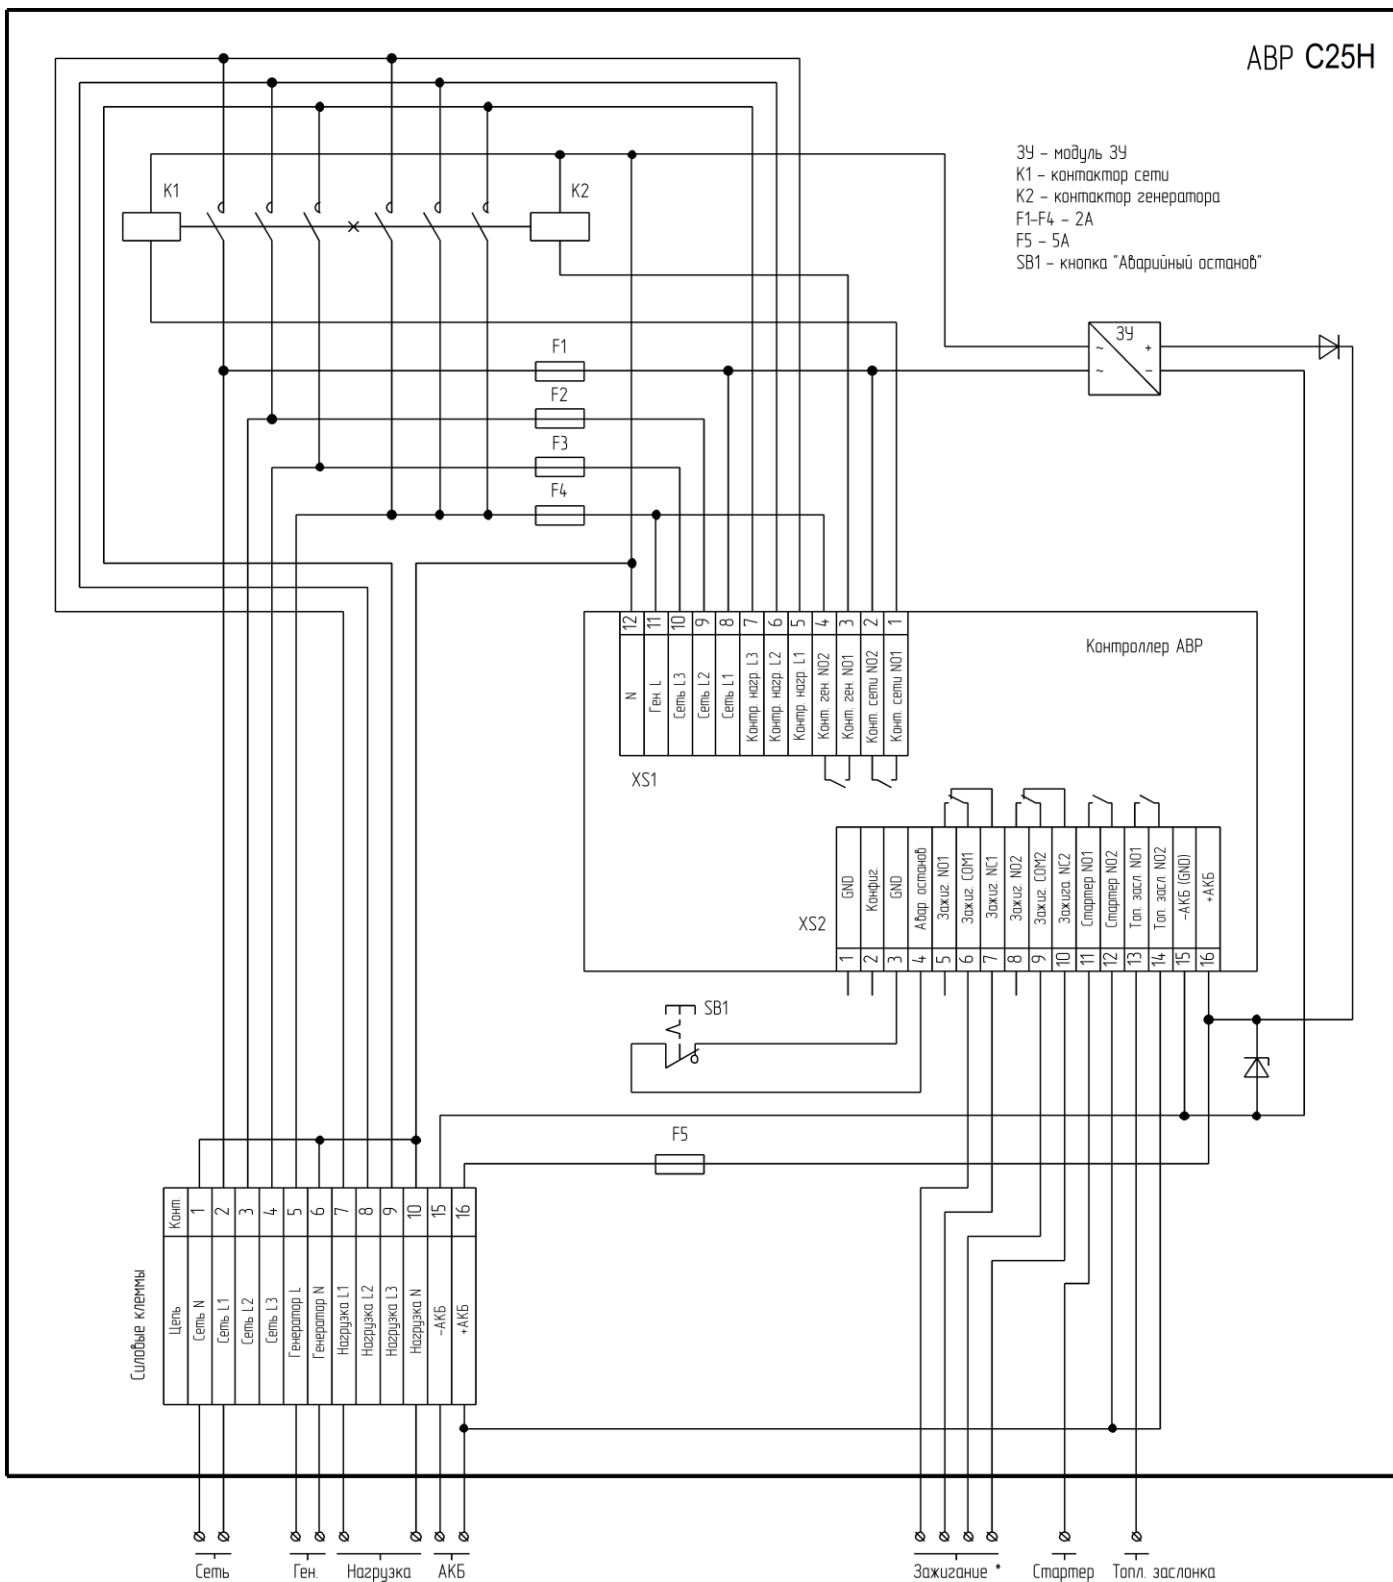 АВР C25H
ЗУ – модуль ЗУ
К1 – контактор сети
К2 – контактор генератора
F1-F4 – 2А
F5 – 5А
SB1 – кнопка "Аварийный останов"
К1
К2
ЗУ
~ +
~ –
F1
F2
F3
F4
12 11 10 9 8 7 6 5 4 3 2 1
N
Ген. L
Сеть L3
Сеть L2
Сеть L1
Контр. нагр. L3
Контр. нагр. L2
Контр. нагр. L1
Конт. ген. NO2
Конт. ген. NO1
Конт. сети NO2
Конт. сети NO1
Контроллер АВР
XS1
XS2
GND
Конфиг.
GND
Авар. останов
Зажиг. NO1
Зажиг. COM1
Зажиг. NC1
Зажиг. NO2
Зажиг. COM2
Зажига. NC2
Стартер NO1
Стартер NO2
Топ. засл. NO1
Топ. засл. NO2
–АКБ (GND)
+АКБ
1 2 3 4 5 6 7 8 9 10 11 12 13 14 15 16
SB1
F5
Силовые клеммы
Конт.
1 2 3 4 5 6 7 8 9 10 15 16
Цепь
Сеть N
Сеть L1
Сеть L2
Сеть L3
Генератор L
Генератор N
Нагрузка L1
Нагрузка L2
Нагрузка L3
Нагрузка N
–АКБ
+АКБ
Сеть
Ген.
Нагрузка
АКБ
Зажигание *
Стартер
Топл. заслонка